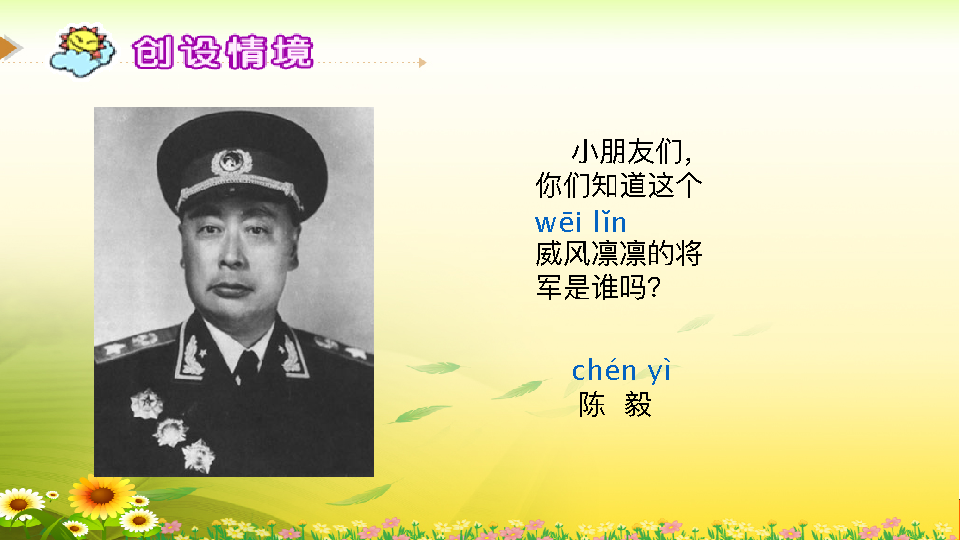 创设情境
小朋友们，
你们知道这个
wēi lǐn
威风凛凛的将
军是谁吗？
chén yì
陈 毅